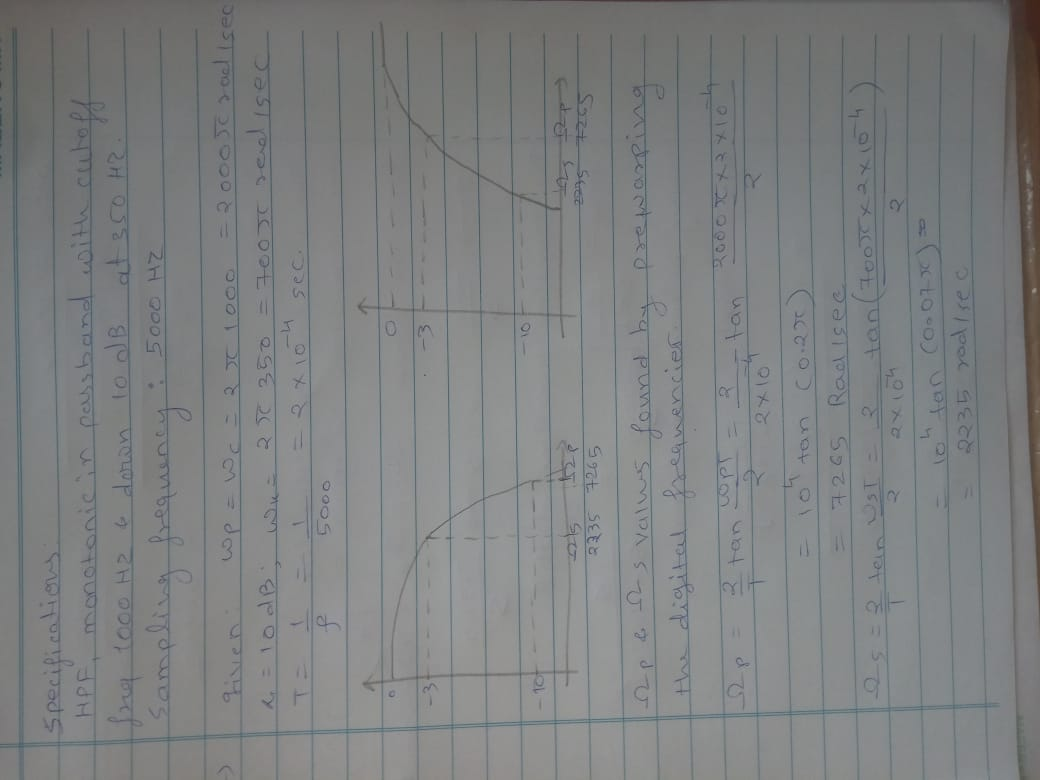 Specifications:
HPF, monotonic in passband with cutoff
freq 1000 Hz & down 10 dB at 350 Hz.
Sampling frequency: 5000 Hz
)
given: ωp = ωc = 2π × 1000 = 2000π rad/sec
= 10 dB; = 2π 350 = 700π rad/sec
T = 1/f = 1/5000 = 2 × 10⁻⁴ sec.
0
-3
-10
Ωs Ωp
2235 7265
0
-3
-10
Ωs Ωp
2235 7265
Ωp & Ωs values found by prewarping
the digital frequencies.
Ωp = 2/T tan ωpT/2 = 2/2×10⁻⁴ tan 2000π×2×10⁻⁴/2
= 10⁴ tan (0.2π)
= 7265 Rad/sec
Ωs = 2/T tan ωsT/2 = 2/2×10⁻⁴ tan(700π×2×10⁻⁴/2)
= 10⁴ tan (0.07π) =
= 2235 rad/sec